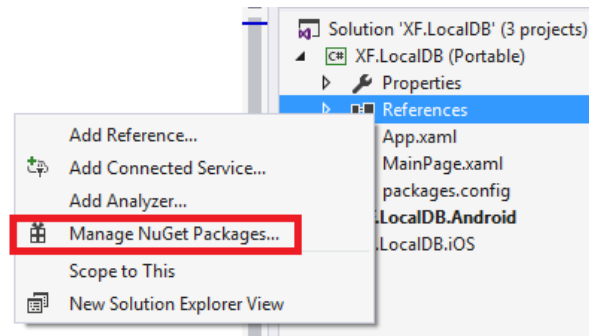 Solution 'XF.LocalDB' (3 projects)
C# XF.LocalDB (Portable)
Properties
References
App.xaml
MainPage.xaml
packages.config
.LocalDB.Android
.LocalDB.iOS
Add Reference...
Add Connected Service...
Add Analyzer...
Manage NuGet Packages...
Scope to This
New Solution Explorer View